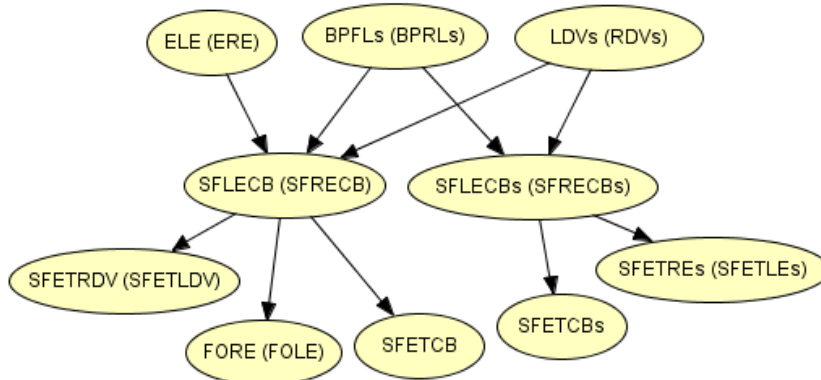 ELE (ERE)
BPFLs (BPRLs)
LDVs (RDVs)
SFLECB (SFRECB)
SFLECBs (SFRECBs)
SFETRDV (SFETLDV)
SFETREs (SFETLEs)
FORE (FOLE)
SFETCB
SFETCBs